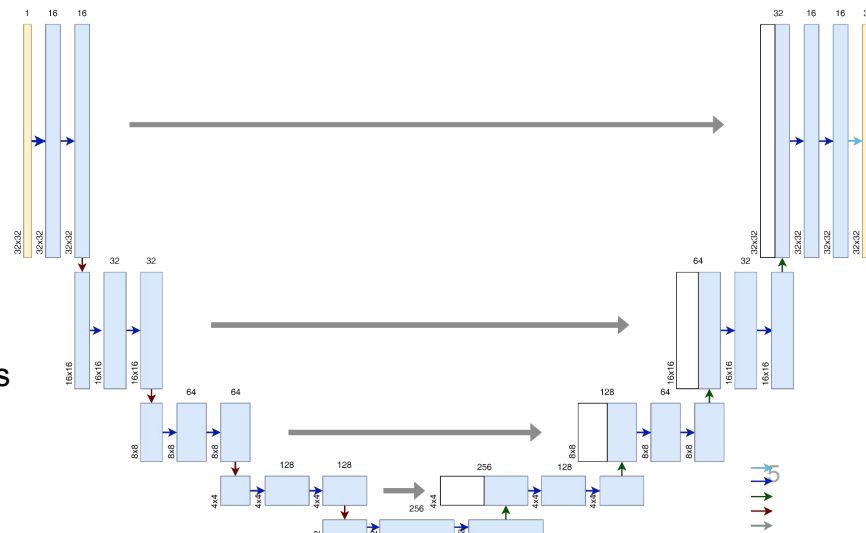 1 16 16 32 16 16
32x32 32x32 32x32 32x32 32x32 32x32 32x32
32 32 64 32
16x16 16x16 16x16 16x16 16x16 16x16
s
64 64 128 64
8x8 8x8 8x8 8x8 8x8 8x8
128 128 256 128
4x4 4x4 4x4 4x4 4x4 4x4
5
256